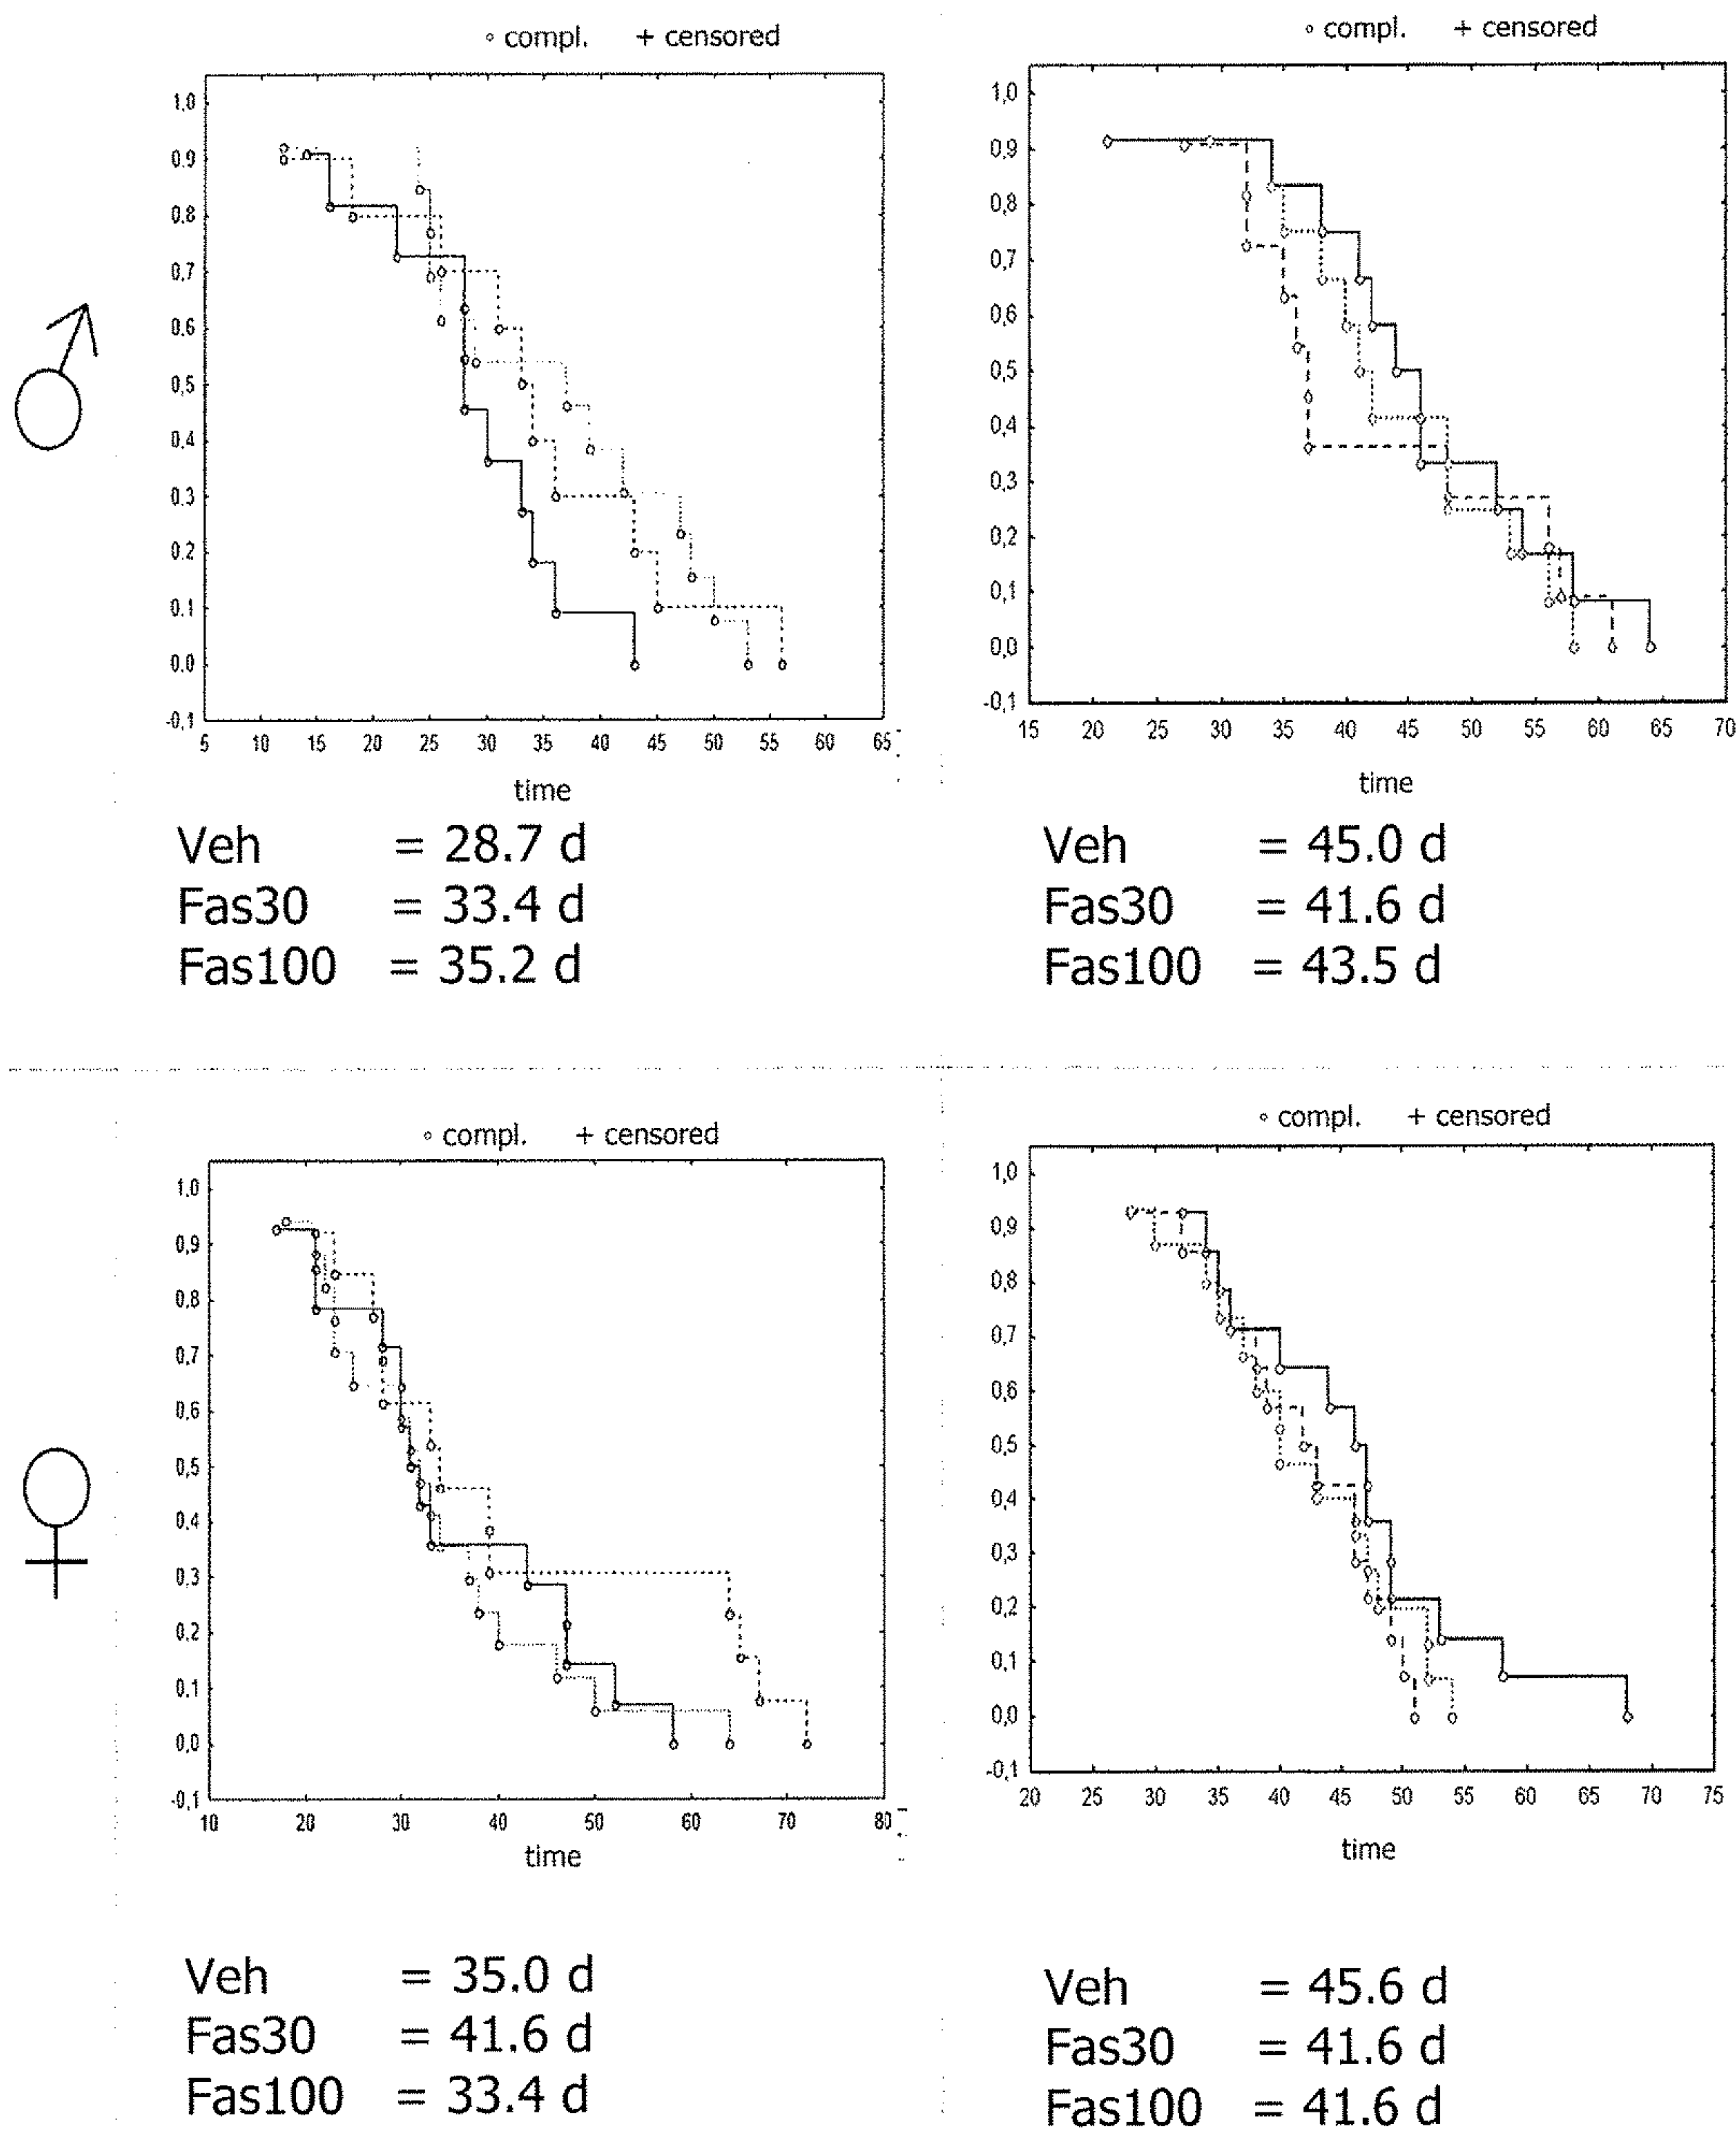 ° compl. + censored
1,0
0,9
0,8
0,7
0,6
0,5
0,4
0,3
0,2
0,1
0,0
-0,1
5 10 15 20 25 30 35 40 45 50 55 60 65
time
Veh = 28.7 d
Fas30 = 33.4 d
Fas100 = 35.2 d
° compl. + censored
1,0
0,9
0,8
0,7
0,6
0,5
0,4
0,3
0,2
0,1
0,0
-0,1
15 20 25 30 35 40 45 50 55 60 65 70
time
Veh = 45.0 d
Fas30 = 41.6 d
Fas100 = 43.5 d
° compl. + censored
1,0
0,9
0,8
0,7
0,6
0,5
0,4
0,3
0,2
0,1
0,0
-0,1
10 20 30 40 50 60 70 80
time
Veh = 35.0 d
Fas30 = 41.6 d
Fas100 = 33.4 d
° compl. + censored
1,0
0,9
0,8
0,7
0,6
0,5
0,4
0,3
0,2
0,1
0,0
-0,1
20 25 30 35 40 45 50 55 60 65 70 75
time
Veh = 45.6 d
Fas30 = 41.6 d
Fas100 = 41.6 d